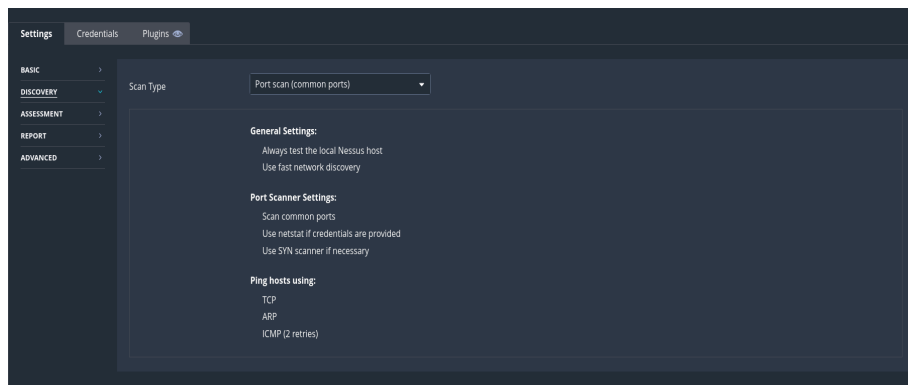 Settings Credentials Plugins
BASIC
DISCOVERY
ASSESSMENT
REPORT
ADVANCED
Scan Type Port scan (common ports)
General Settings:
Always test the local Nessus host
Use fast network discovery
Port Scanner Settings:
Scan common ports
Use netstat if credentials are provided
Use SYN scanner if necessary
Ping hosts using:
TCP
ARP
ICMP (2 retries)